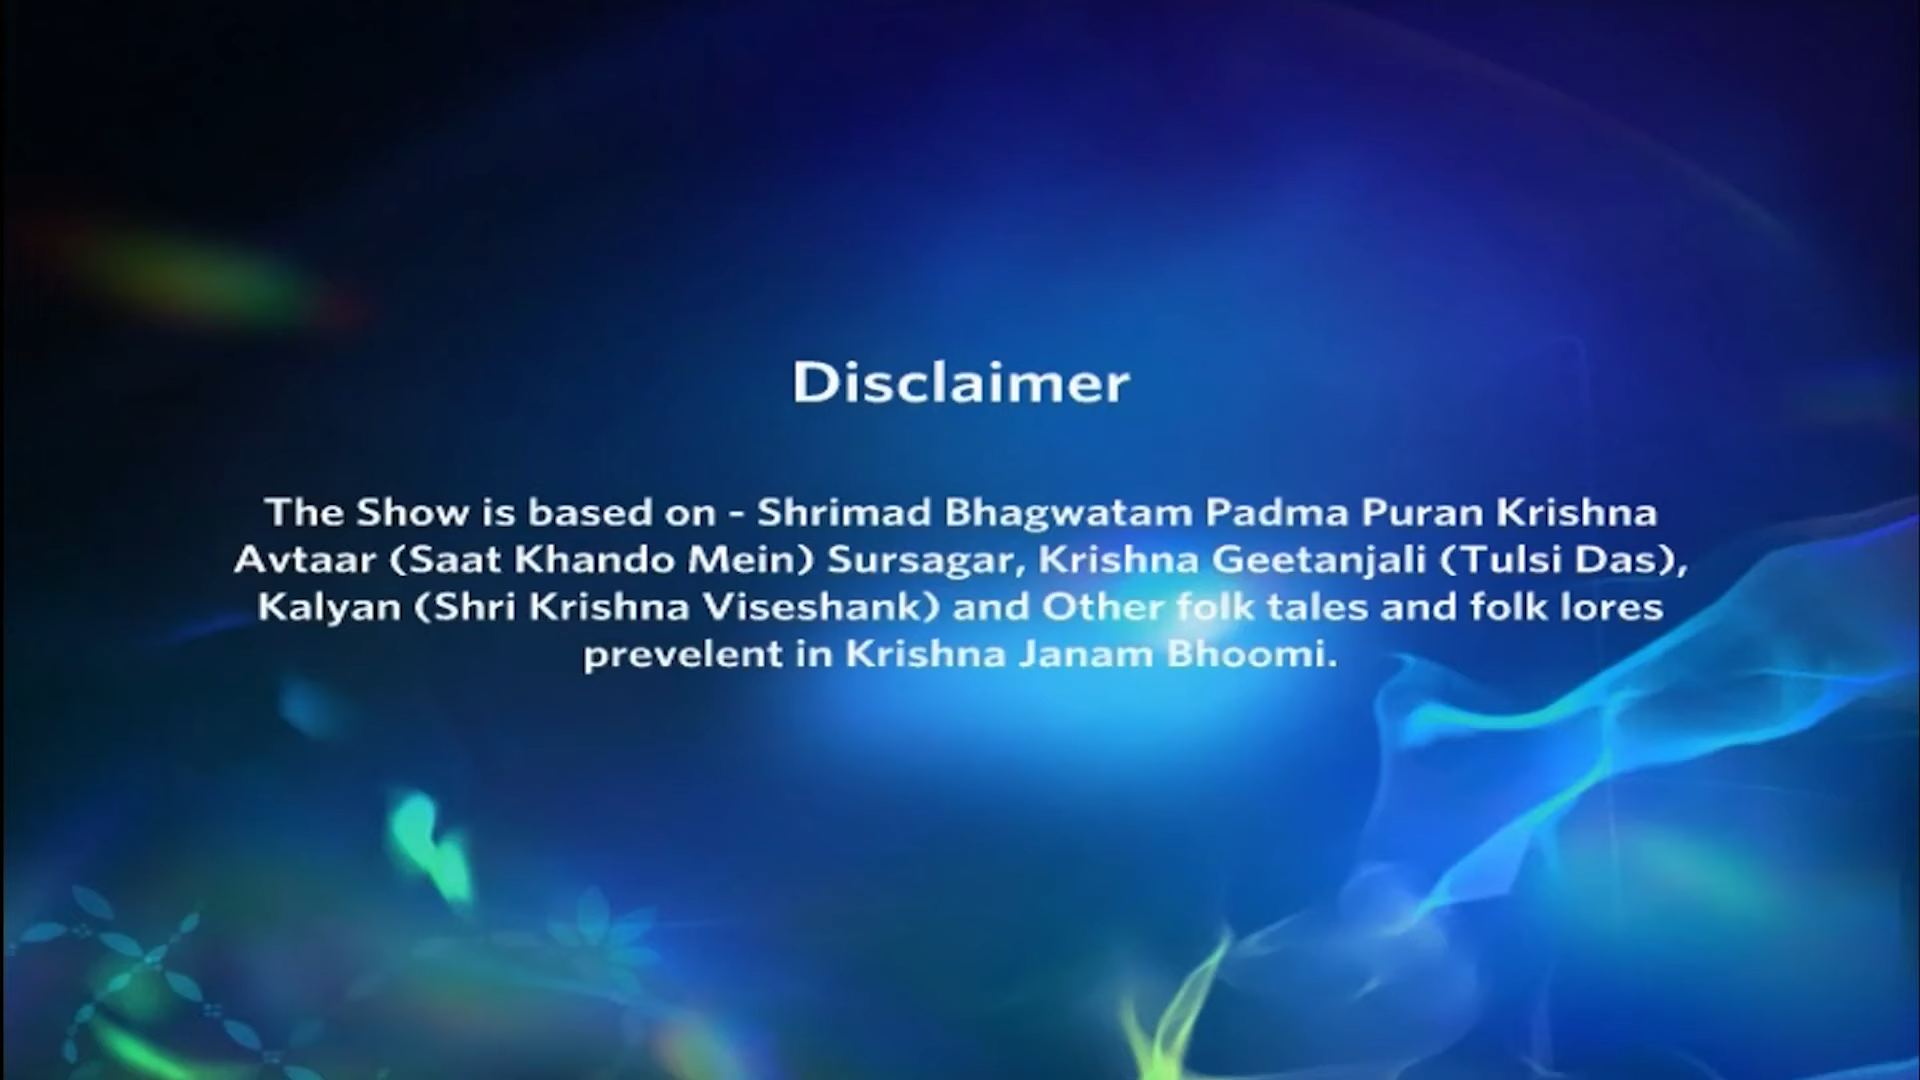 Disclaimer
The Show is based on - Shrimad Bhagwatam Padma Puran Krishna
Avtaar (Saat Khando Mein) Sursagar, Krishna Geetanjali (Tulsi Das),
Kalyan (Shri Krishna Viseshank) and Other folk tales and folk lores
prevelent in Krishna Janam Bhoomi.